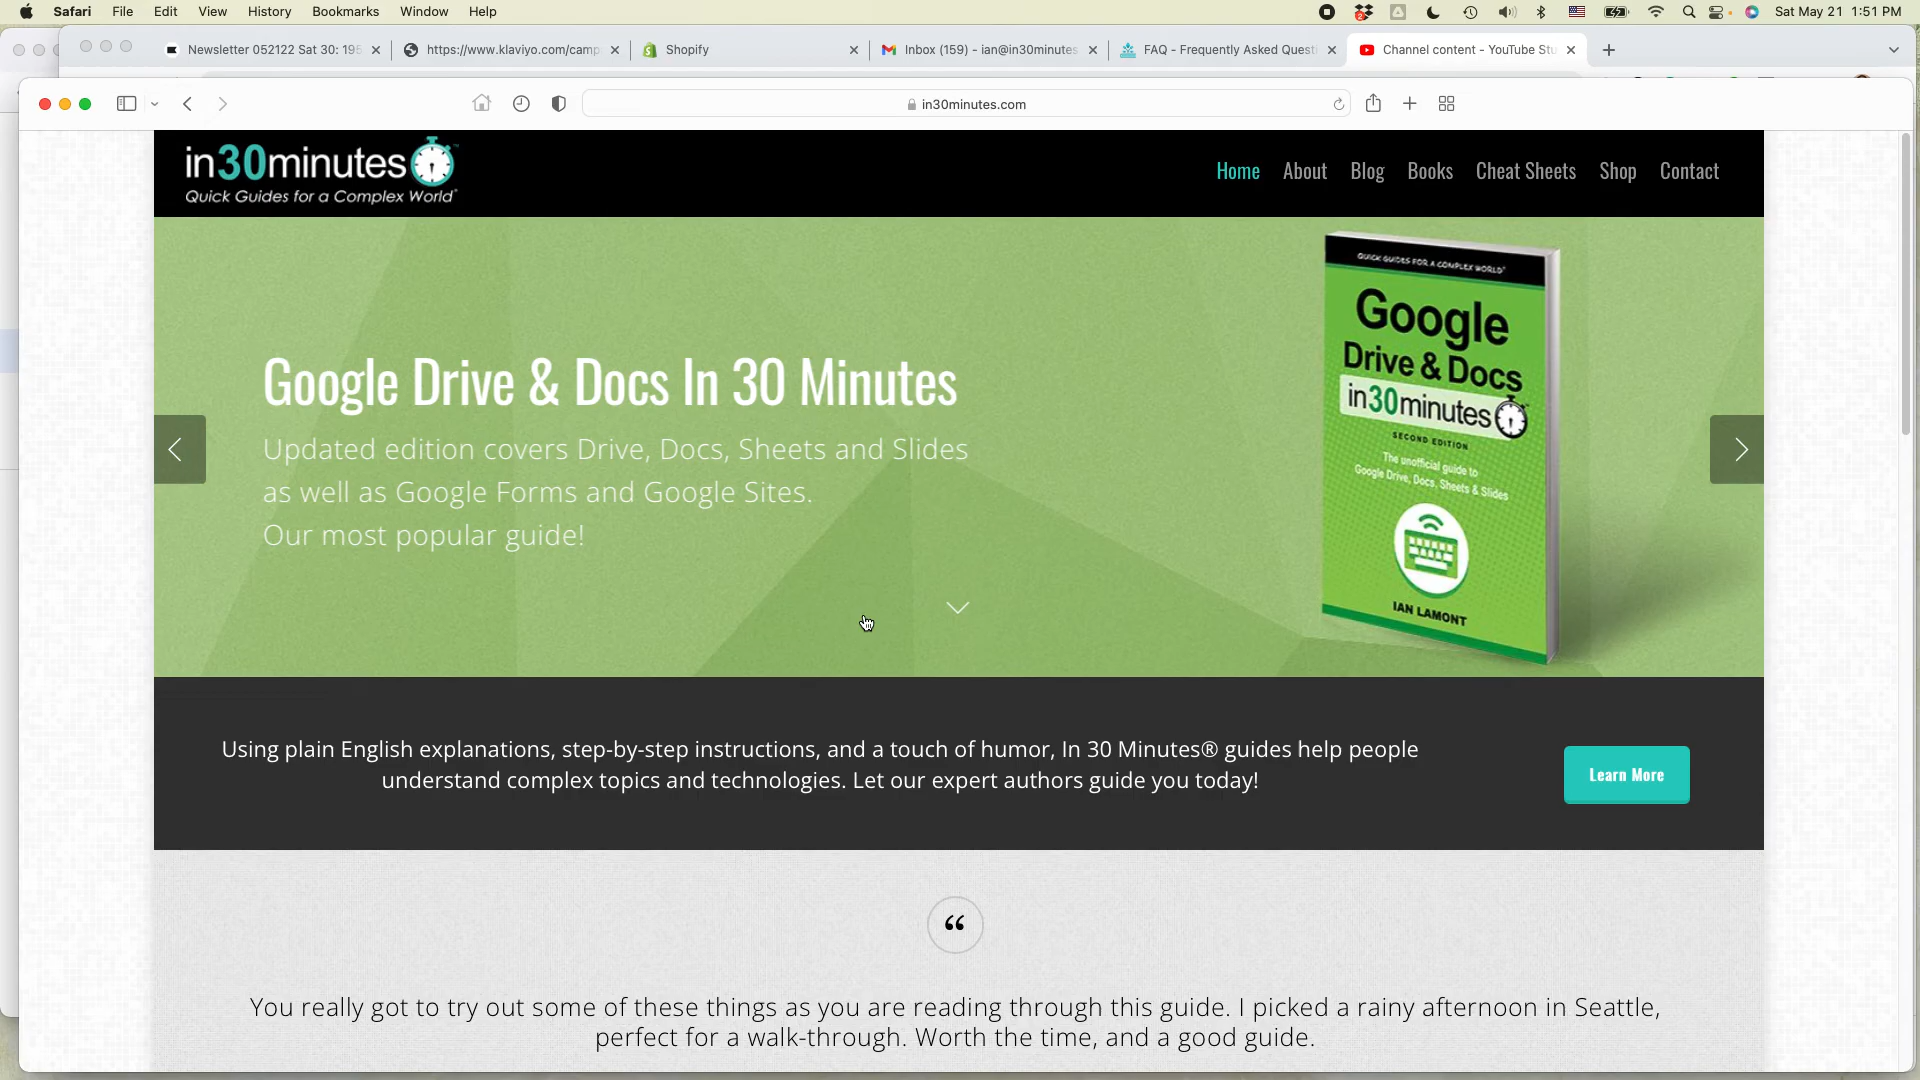 Safari File Edit View History Bookmarks Window Help Sat May 21 1:51 PM
Newsletter 052122 Sat 30: 195 https://www.klaviyo.com/camp Shopify Inbox (159) - ian@in30minutes FAQ - Frequently Asked Questi Channel content - YouTube Stu
in30minutes.com
in30minutes™
Quick Guides for a Complex World®
Home About Blog Books Cheat Sheets Shop Contact
QUICK GUIDES FOR A COMPLEX WORLD®
Google
Drive & Docs
in30minutes™
SECOND EDITION
The unofficial guide to
Google Drive, Docs, Sheets & Slides
IAN LAMONT
Google Drive & Docs In 30 Minutes
Updated edition covers Drive, Docs, Sheets and Slides
as well as Google Forms and Google Sites.
Our most popular guide!
Using plain English explanations, step-by-step instructions, and a touch of humor, In 30 Minutes® guides help people
understand complex topics and technologies. Let our expert authors guide you today!
Learn More
“
You really got to try out some of these things as you are reading through this guide. I picked a rainy afternoon in Seattle,
perfect for a walk-through. Worth the time, and a good guide.